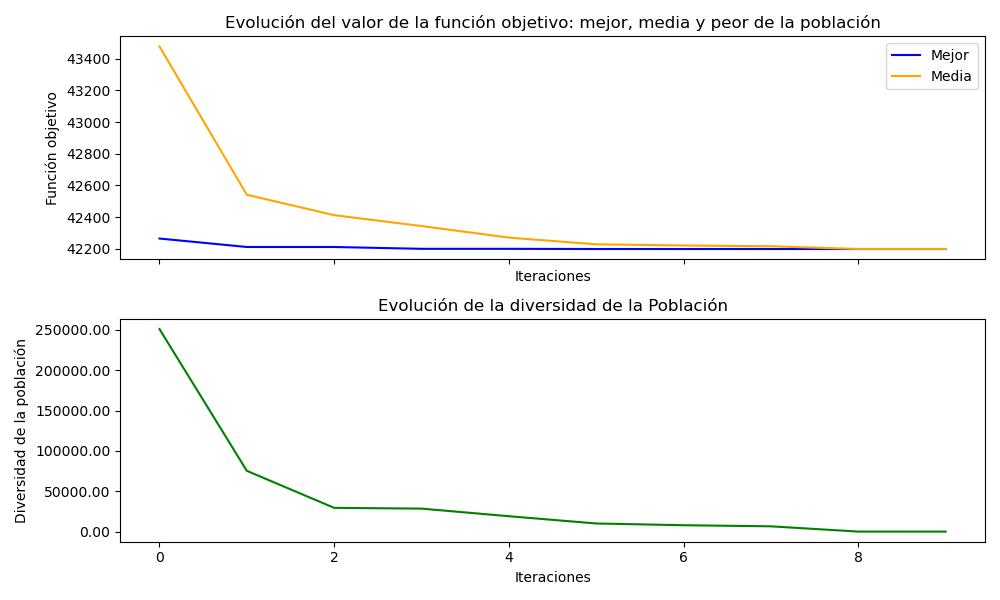 Evolución del valor de la función objetivo: mejor, media y peor de la población
Función objetivo
43400
43200
43000
42800
42600
42400
42200
Mejor
Media
Iteraciones
Evolución de la diversidad de la Población
Diversidad de la población
250000.00
200000.00
150000.00
100000.00
50000.00
0.00
0 2 4 6 8
Iteraciones